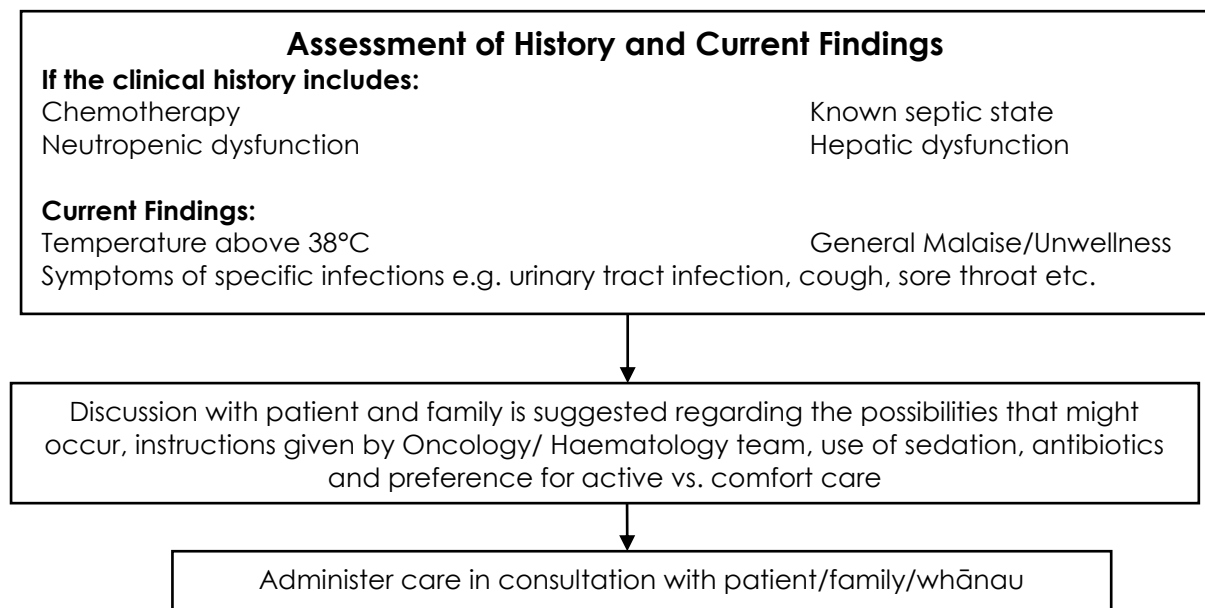 Assessment of History and Current Findings
If the clinical history includes:
Chemotherapy Known septic state
Neutropenic dysfunction Hepatic dysfunction
Current Findings:
Temperature above 38°C General Malaise/Unwellness
Symptoms of specific infections e.g. urinary tract infection, cough, sore throat etc.
Discussion with patient and family is suggested regarding the possibilities that might
occur, instructions given by Oncology/ Haematology team, use of sedation, antibiotics
and preference for active vs. comfort care
Administer care in consultation with patient/family/whānau